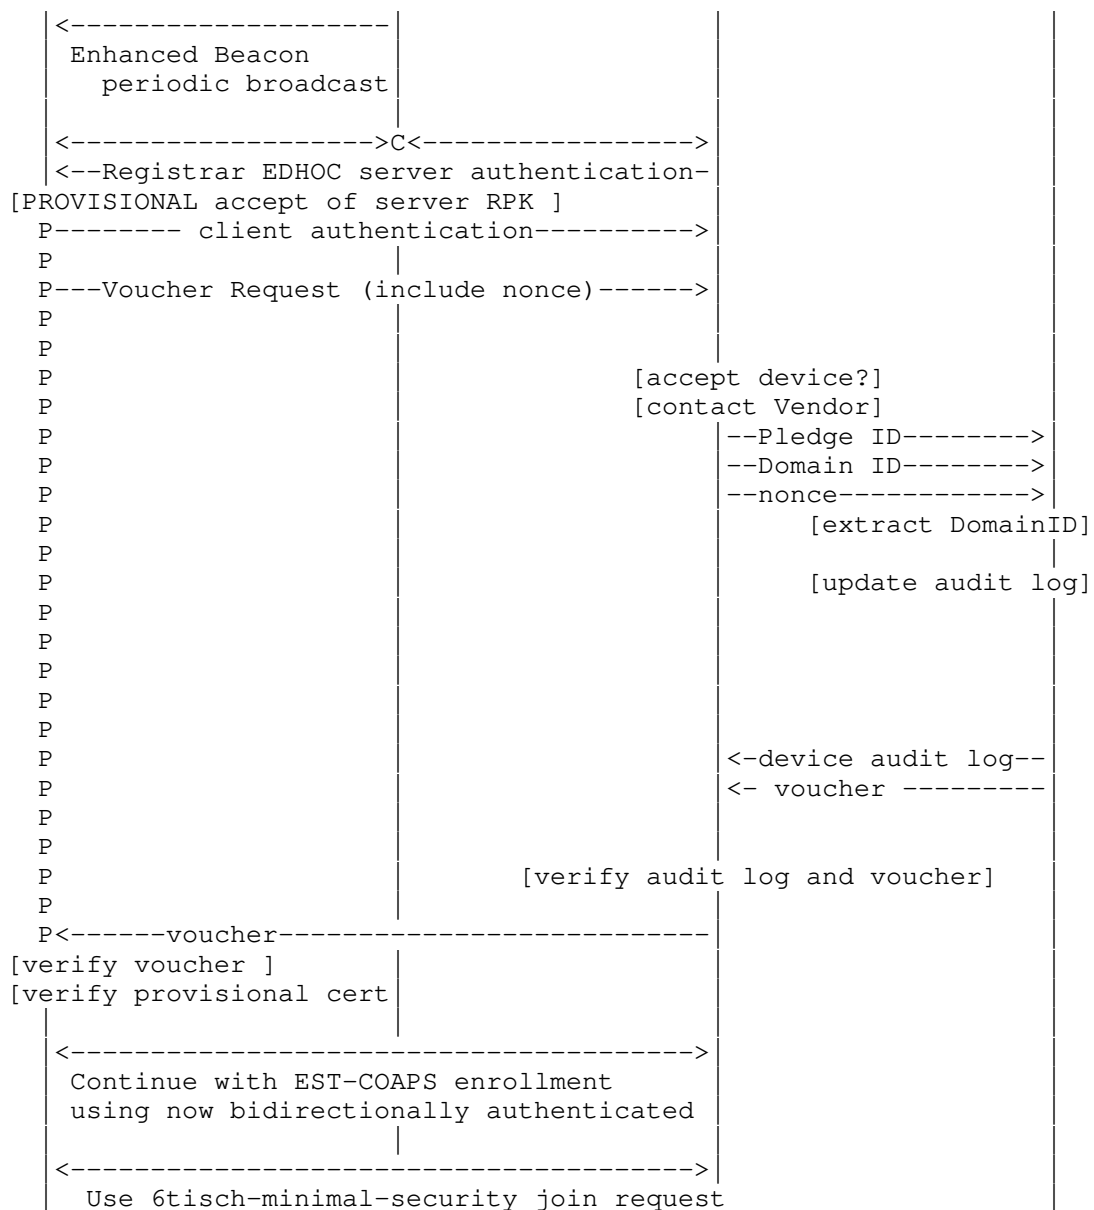 |<--------------------|                    |                    |
| Enhanced Beacon     |                    |                    |
|   periodic broadcast|                    |                    |
|                     |                    |                    |
|<------------------->C<----------------->|                    |
|<--Registrar EDHOC server authentication-|                    |
[PROVISIONAL accept of server RPK ]         |                    |
P-------- client authentication---------->|                    |
P                     |                    |                    |
P---Voucher Request (include nonce)------>|                    |
P                     |                    |                    |
P                     |                    |                    |
P                     |              [accept device?]           |
P                     |              [contact Vendor]           |
P                     |                    |--Pledge ID-------->|
P                     |                    |--Domain ID-------->|
P                     |                    |--nonce------------>|
P                     |                    |     [extract DomainID]
P                     |                    |                    |
P                     |                    |     [update audit log]
P                     |                    |                    |
P                     |                    |                    |
P                     |                    |                    |
P                     |                    |                    |
P                     |                    |                    |
P                     |                    |<-device audit log--|
P                     |                    |<- voucher ---------|
P                     |                    |                    |
P                     |                    |                    |
P                     |       [verify audit log and voucher]    |
P                     |                    |                    |
P<------voucher---------------------------|                    |
[verify voucher ]     |                    |                    |
[verify provisional cert|                  |                    |
|                     |                    |                    |
|<--------------------------------------->|                    |
| Continue with EST-COAPS enrollment       |                    |
| using now bidirectionally authenticated |                    |
|                     |                    |                    |
|<--------------------------------------->|                    |
|  Use 6tisch-minimal-security join request                    |